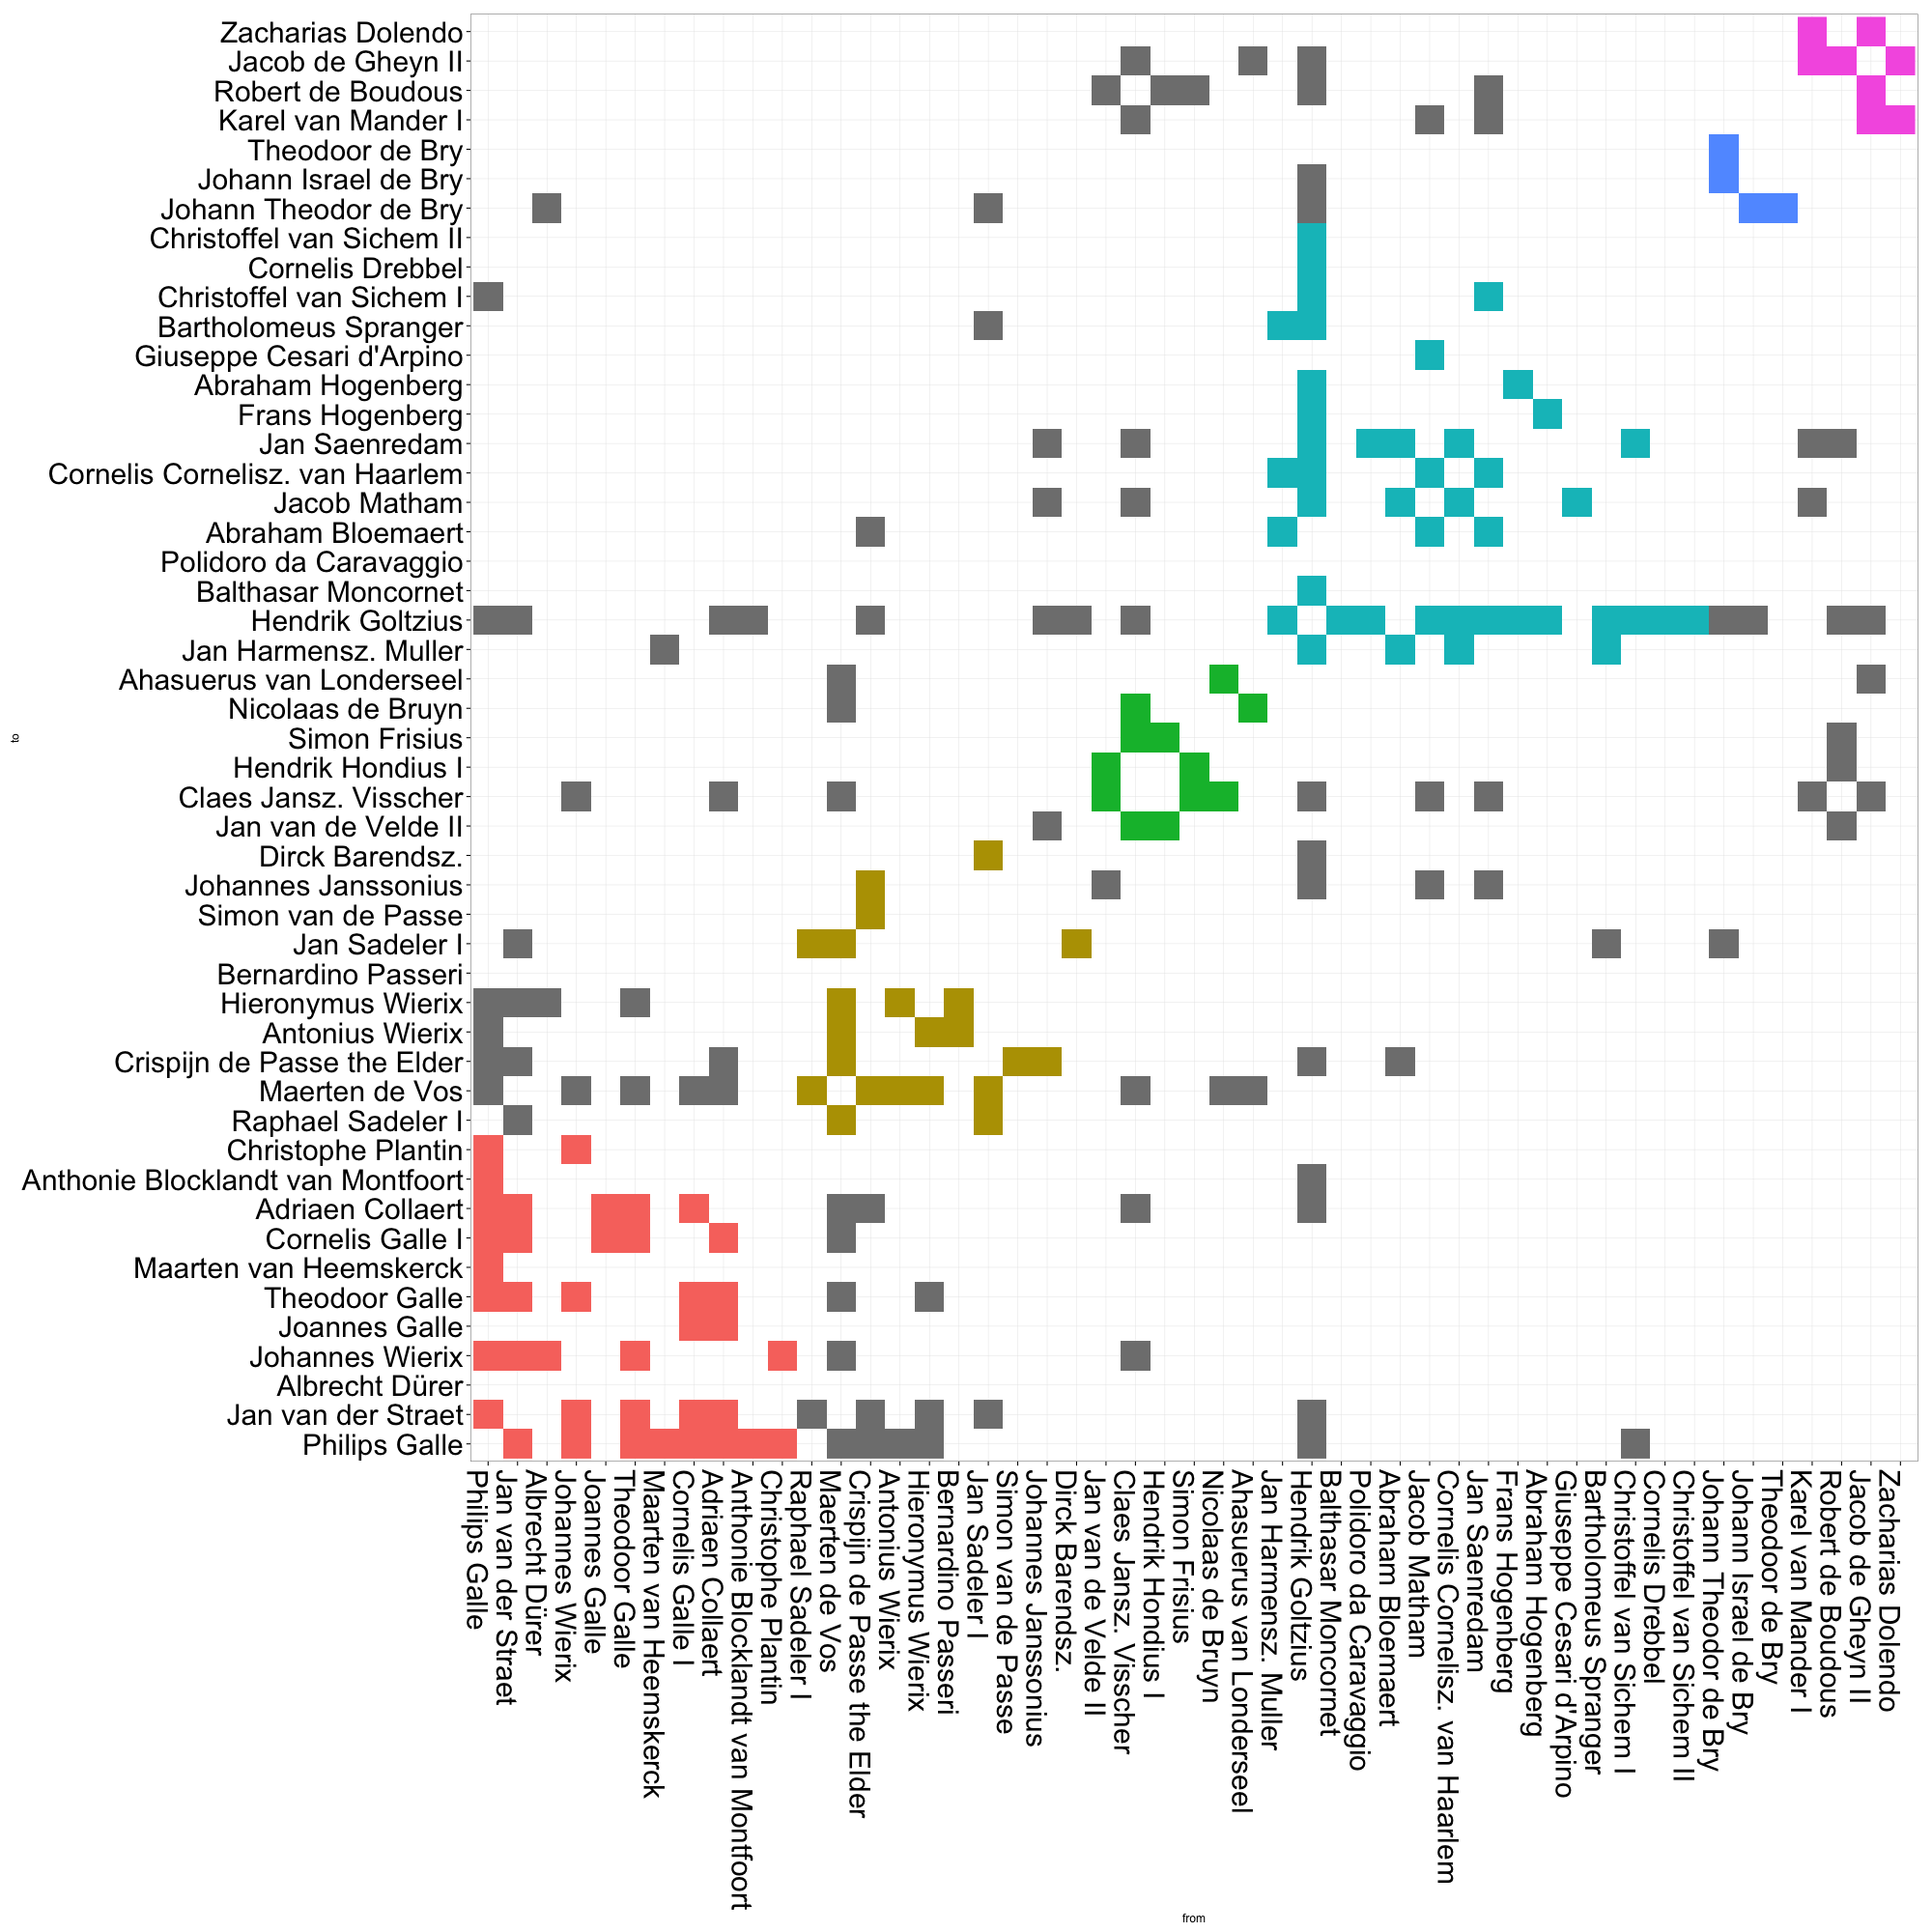 Zacharias Dolendo
Jacob de Gheyn II
Robert de Boudous
Karel van Mander I
Theodoor de Bry
Johann Israel de Bry
Johann Theodor de Bry
Christoffel van Sichem II
Cornelis Drebbel
Christoffel van Sichem I
Bartholomeus Spranger
Giuseppe Cesari d'Arpino
Abraham Hogenberg
Frans Hogenberg
Jan Saenredam
Cornelis Cornelisz. van Haarlem
Jacob Matham
Abraham Bloemaert
Polidoro da Caravaggio
Balthasar Moncornet
Hendrik Goltzius
Jan Harmensz. Muller
Ahasuerus van Londerseel
Nicolaas de Bruyn
Simon Frisius
Hendrik Hondius I
Claes Jansz. Visscher
Jan van de Velde II
Dirck Barendsz.
Johannes Janssonius
Simon van de Passe
Jan Sadeler I
Bernardino Passeri
Hieronymus Wierix
Antonius Wierix
Crispijn de Passe the Elder
Maerten de Vos
Raphael Sadeler I
Christophe Plantin
Anthonie Blocklandt van Montfoort
Adriaen Collaert
Cornelis Galle I
Maarten van Heemskerck
Theodoor Galle
Joannes Galle
Johannes Wierix
Albrecht Dürer
Jan van der Straet
Philips Galle
to
Philips Galle
Jan van der Straet
Albrecht Dürer
Johannes Wierix
Joannes Galle
Theodoor Galle
Maarten van Heemskerck
Cornelis Galle I
Adriaen Collaert
Anthonie Blocklandt van Montfoort
Christophe Plantin
Raphael Sadeler I
Maerten de Vos
Crispijn de Passe the Elder
Antonius Wierix
Hieronymus Wierix
Bernardino Passeri
Jan Sadeler I
Simon van de Passe
Johannes Janssonius
Dirck Barendsz.
Jan van de Velde II
Claes Jansz. Visscher
Hendrik Hondius I
Simon Frisius
Nicolaas de Bruyn
Ahasuerus van Londerseel
Jan Harmensz. Muller
Hendrik Goltzius
Balthasar Moncornet
Polidoro da Caravaggio
Abraham Bloemaert
Jacob Matham
Cornelis Cornelisz. van Haarlem
Jan Saenredam
Frans Hogenberg
Abraham Hogenberg
Giuseppe Cesari d'Arpino
Bartholomeus Spranger
Christoffel van Sichem I
Cornelis Drebbel
Christoffel van Sichem II
Johann Theodor de Bry
Johann Israel de Bry
Theodoor de Bry
Karel van Mander I
Robert de Boudous
Jacob de Gheyn II
Zacharias Dolendo
from